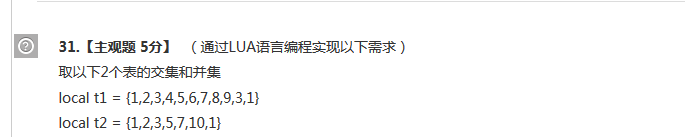 31.【主观题 5分】 （通过LUA语言编程实现以下需求）
取以下2个表的交集和并集
local t1 = {1,2,3,4,5,6,7,8,9,3,1}
local t2 = {1,2,3,5,7,10,1}